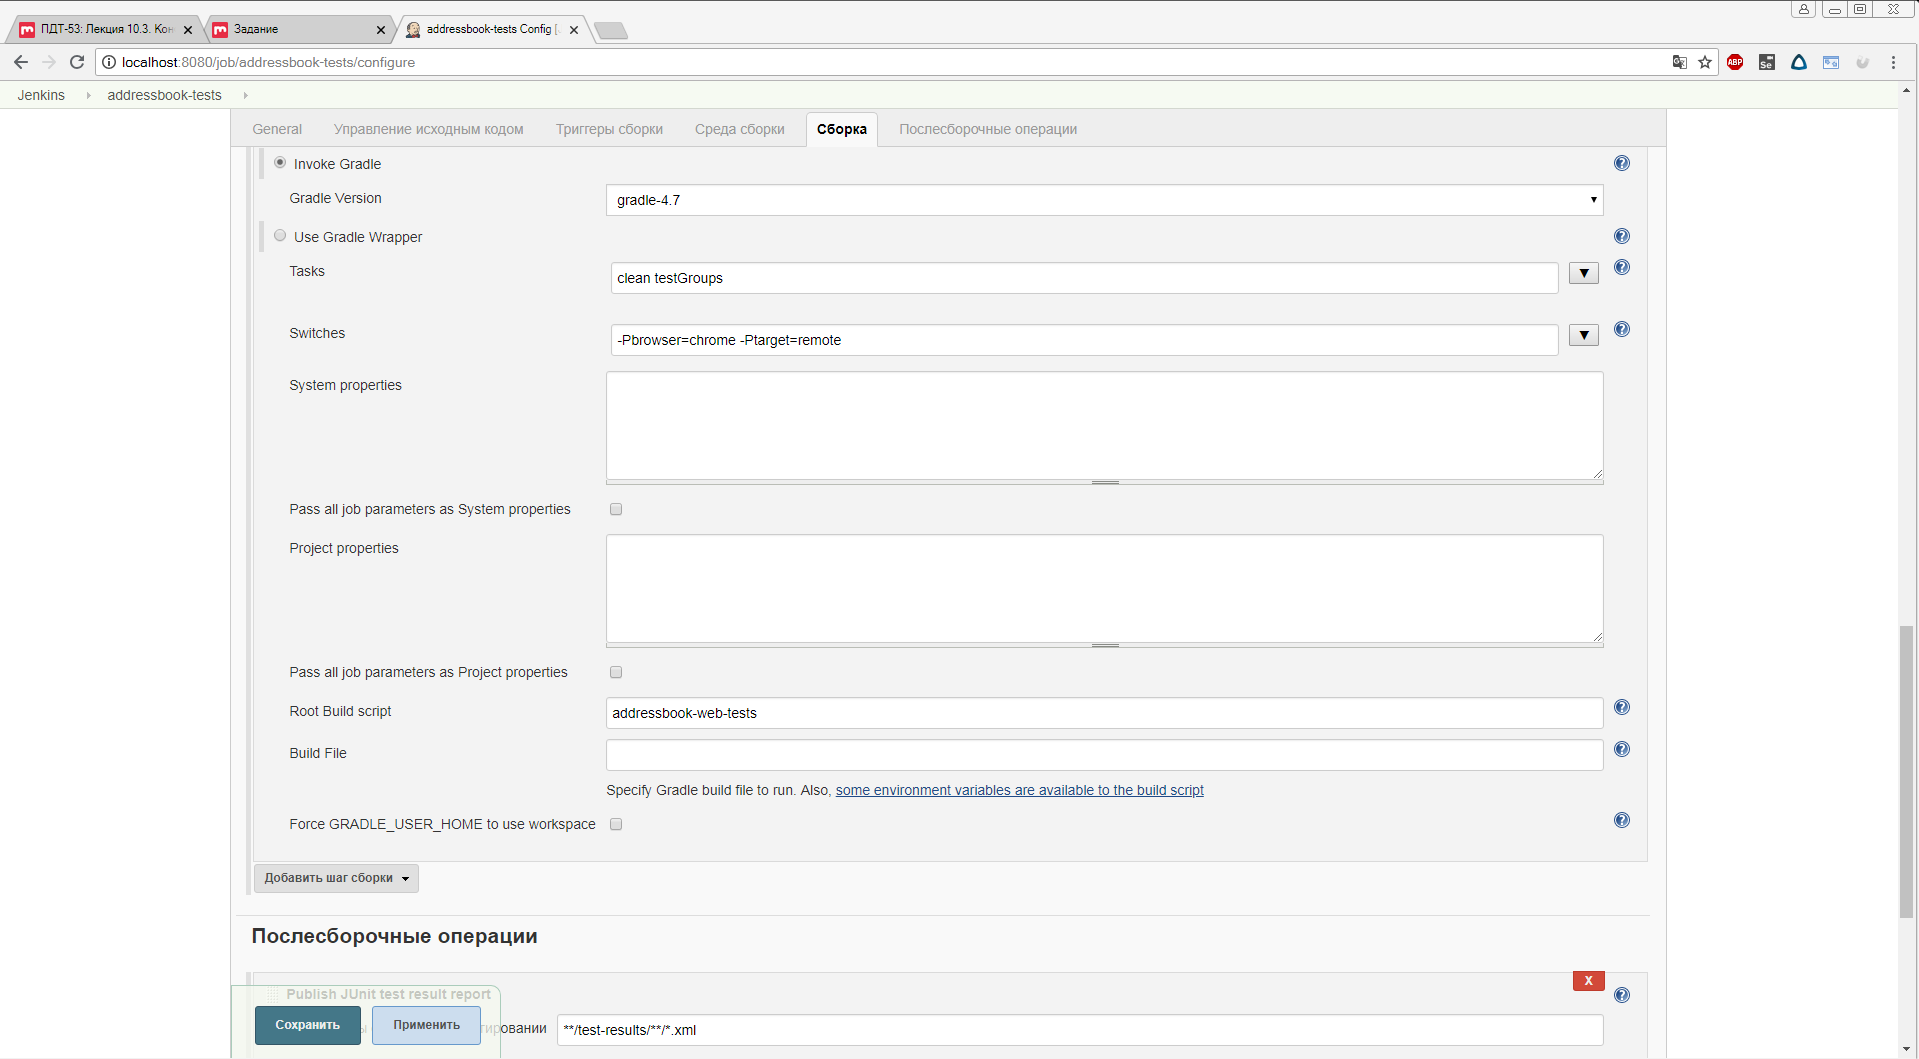 ПДТ-53: Лекция 10.3. Кон
Задание
addressbook-tests Config [
localhost:8080/job/addressbook-tests/configure
ABP
Se
Jenkins
addressbook-tests
General
Управление исходным кодом
Триггеры сборки
Среда сборки
Сборка
Послесборочные операции
Invoke Gradle
Gradle Version
gradle-4.7
Use Gradle Wrapper
Tasks
clean testGroups
Switches
-Pbrowser=chrome -Ptarget=remote
System properties
Pass all job parameters as System properties
Project properties
Pass all job parameters as Project properties
Root Build script
addressbook-web-tests
Build File
Specify Gradle build file to run. Also, some environment variables are available to the build script
Force GRADLE_USER_HOME to use workspace
Добавить шаг сборки
Послесборочные операции
X
Publish JUnit test result report
Сохранить
Применить
тировании
**/test-results/**/*.xml